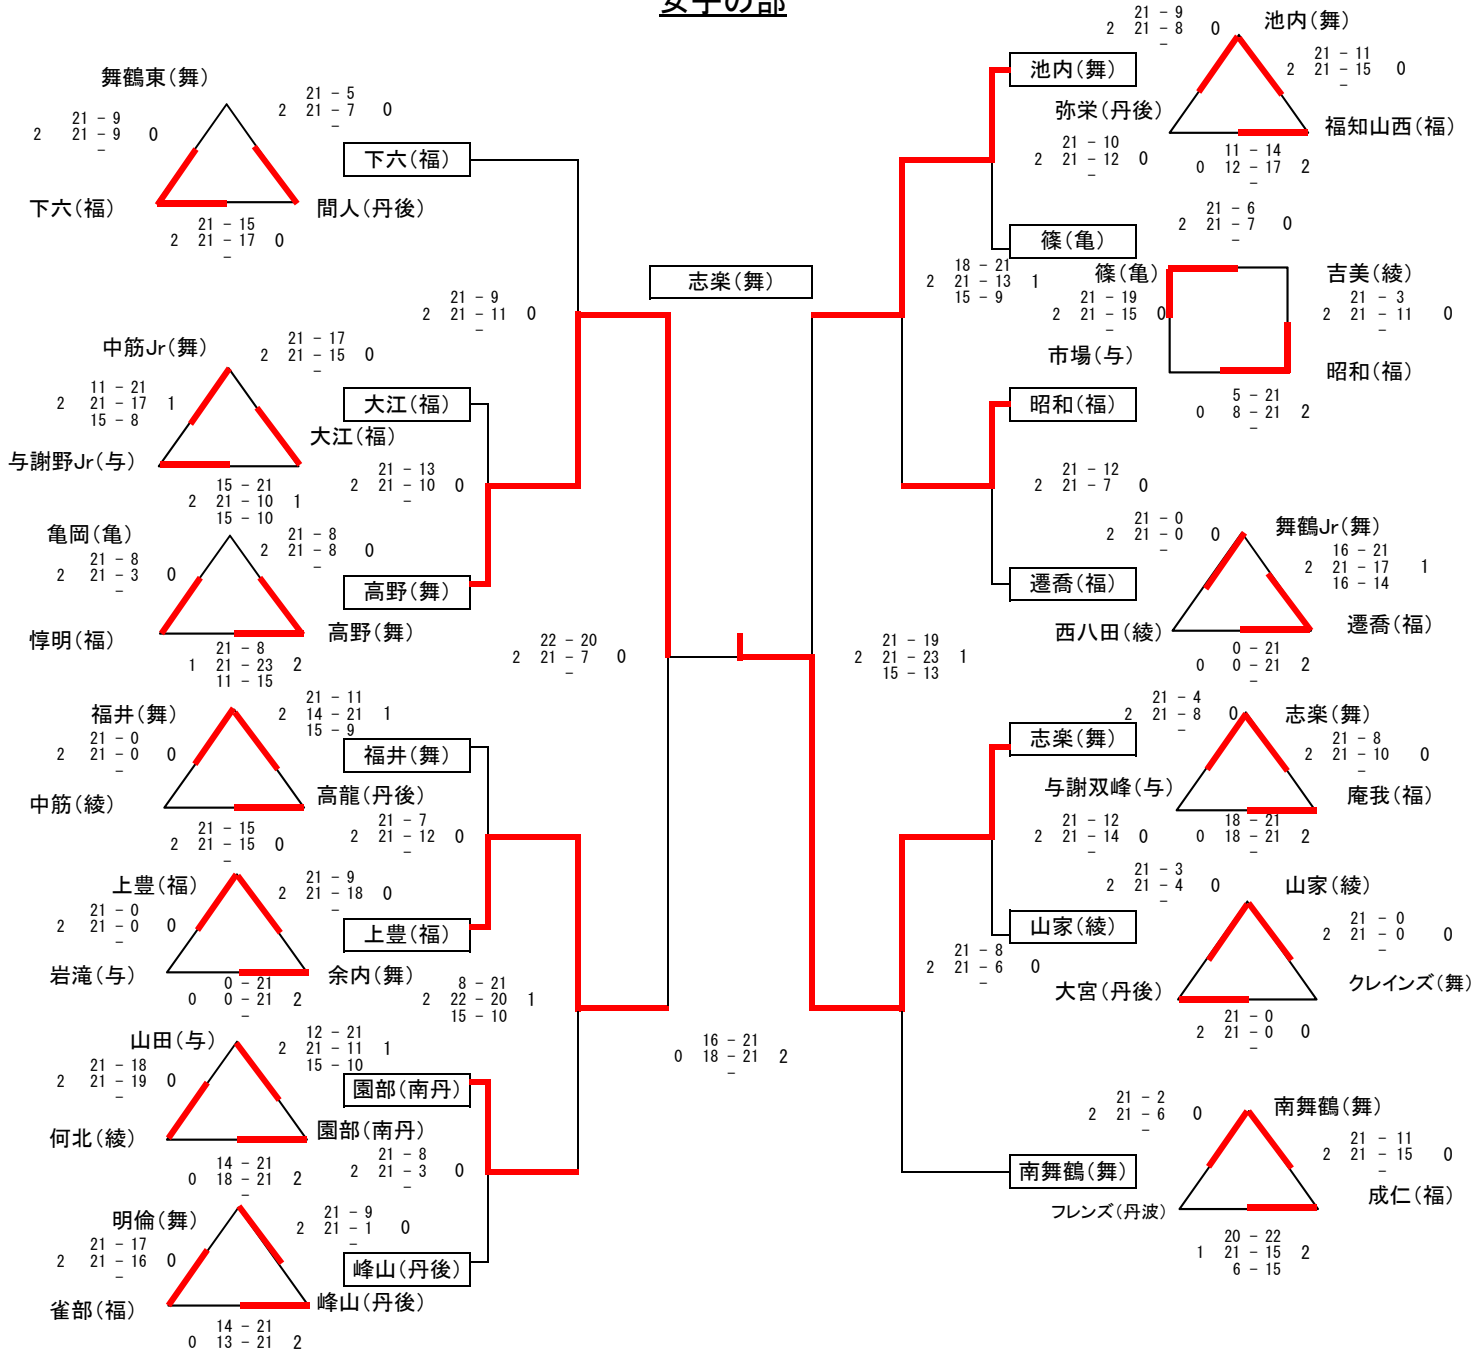 女子の部
舞鶴東（舞）
21 – 9
2 21 – 9 0
–
21 – 5
2 21 – 7 0
–
下六（福）
間人（丹後）
21 – 15
2 21 – 17 0
–
下六（福）
21 – 9
2 21 – 11 0
–
中筋Jr（舞）
11 – 21
2 21 – 17 1
15 – 8
21 – 17
2 21 – 15 0
–
与謝野Jr（与）
大江（福）
15 – 21
2 21 – 10 1
15 – 10
大江（福）
21 – 13
2 21 – 10 0
–
亀岡（亀）
21 – 8
2 21 – 3 0
–
21 – 8
2 21 – 8 0
–
惇明（福）
高野（舞）
21 – 8
1 21 – 23 2
11 – 15
高野（舞）
22 – 20
2 21 – 7 0
–
福井（舞）
21 – 0
2 21 – 0 0
–
21 – 11
2 14 – 21 1
15 – 9
中筋（綾）
高龍（丹後）
21 – 15
2 21 – 15 0
–
福井（舞）
21 – 7
2 21 – 12 0
–
上豊（福）
21 – 0
2 21 – 0 0
–
21 – 9
2 21 – 18 0
–
岩滝（与）
余内（舞）
0 – 21
0 0 – 21 2
–
上豊（福）
8 – 21
2 22 – 20 1
15 – 10
山田（与）
21 – 18
2 21 – 19 0
–
12 – 21
2 21 – 11 1
15 – 10
何北（綾）
園部（南丹）
14 – 21
0 18 – 21 2
–
園部（南丹）
21 – 8
2 21 – 3 0
–
明倫（舞）
21 – 17
2 21 – 16 0
–
21 – 9
2 21 – 1 0
–
雀部（福）
峰山（丹後）
14 – 21
0 13 – 21 2
峰山（丹後）
志楽（舞）
16 – 21
0 18 – 21 2
–
池内（舞）
21 – 9
2 21 – 8 0
–
池内（舞）
21 – 11
2 21 – 15 0
–
弥栄（丹後）
福知山西（福）
11 – 14
0 12 – 17 2
–
21 – 10
2 21 – 12 0
–
篠（亀）
21 – 6
2 21 – 7 0
–
篠（亀）
吉美（綾）
21 – 19
2 21 – 15 0
–
21 – 3
2 21 – 11 0
–
市場（与）
昭和（福）
5 – 21
0 8 – 21 2
–
18 – 21
2 21 – 13 1
15 – 9
昭和（福）
21 – 12
2 21 – 7 0
–
遷喬（福）
21 – 0
2 21 – 0 0
–
舞鶴Jr（舞）
16 – 21
2 21 – 17 1
16 – 14
西八田（綾）
遷喬（福）
0 – 21
0 0 – 21 2
–
21 – 19
2 21 – 23 1
15 – 13
志楽（舞）
21 – 4
2 21 – 8 0
–
志楽（舞）
21 – 8
2 21 – 10 0
–
与謝双峰（与）
庵我（福）
18 – 21
0 18 – 21 2
–
21 – 12
2 21 – 14 0
–
山家（綾）
21 – 3
2 21 – 4 0
–
山家（綾）
21 – 0
2 21 – 0 0
–
大宮（丹後）
クレインズ（舞）
21 – 0
2 21 – 0 0
–
21 – 8
2 21 – 6 0
–
南舞鶴（舞）
21 – 2
2 21 – 6 0
–
南舞鶴（舞）
21 – 11
2 21 – 15 0
–
フレンズ（丹波）
成仁（福）
20 – 22
1 21 – 15 2
6 – 15